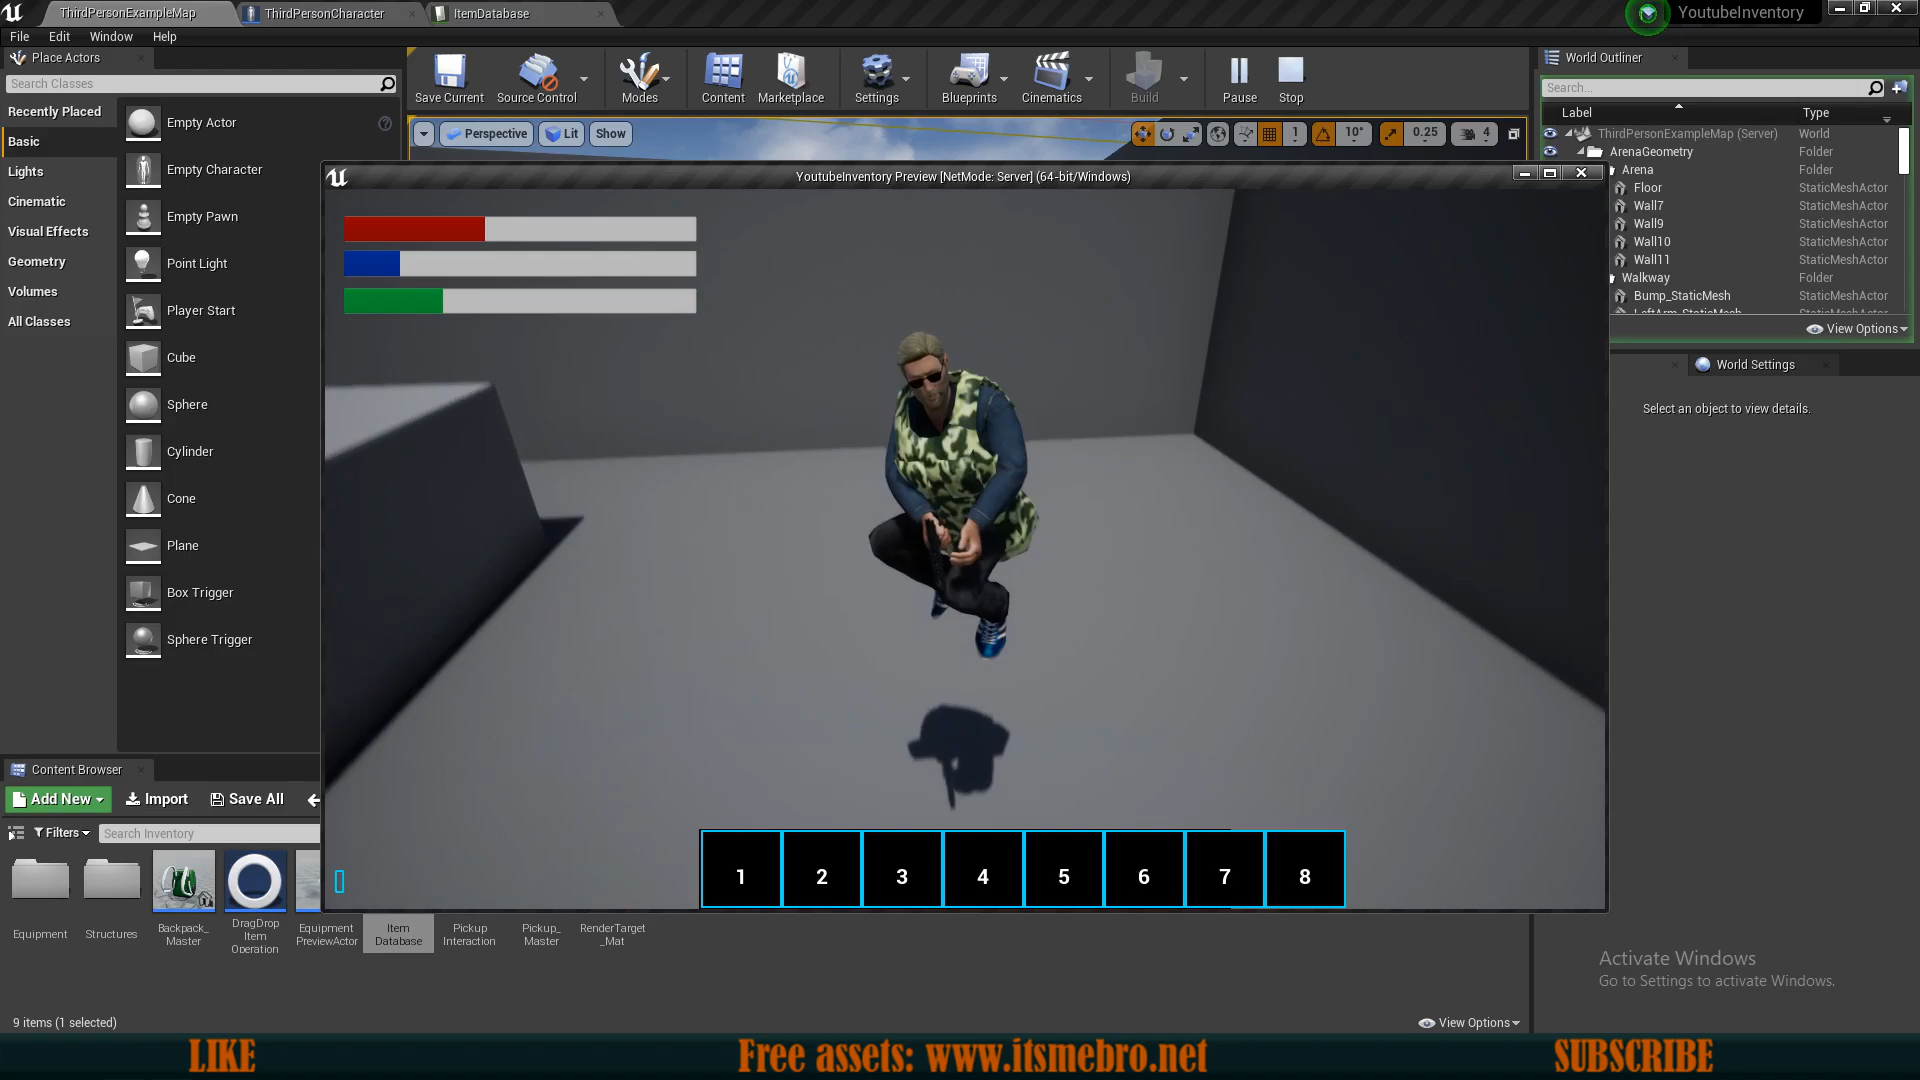 ThirdPersonExampleMap
ThirdPersonCharacter
ItemDatabase
YoutubeInventory
File Edit Window Help
Place Actors
Search Classes
Recently Placed
Basic
Lights
Cinematic
Visual Effects
Geometry
Volumes
All Classes
Empty Actor
Empty Character
Empty Pawn
Point Light
Player Start
Cube
Sphere
Cylinder
Cone
Plane
Box Trigger
Sphere Trigger
Save Current
Source Control
Modes
Content
Marketplace
Settings
Blueprints
Cinematics
Build
Pause
Stop
Perspective Lit Show
1 10° 0.25 4
World Outliner
Search...
Label Type
ThirdPersonExampleMap (Server) World
ArenaGeometry Folder
Arena Folder
Floor StaticMeshActor
Wall7 StaticMeshActor
Wall9 StaticMeshActor
Wall10 StaticMeshActor
Wall11 StaticMeshActor
Walkway Folder
Bump_StaticMesh StaticMeshActor
LeftArm_StaticMesh StaticMeshActor
View Options
World Settings
Select an object to view details.
YoutubeInventory Preview [NetMode: Server] (64-bit/Windows)
1 2 3 4 5 6 7 8
Content Browser
Add New Import Save All
Filters Search Inventory
Equipment
Structures
Backpack_
Master
DragDrop
Item
Operation
Equipment
PreviewActor
Item
Database
Pickup
Interaction
Pickup_
Master
RenderTarget
_Mat
9 items (1 selected)
View Options
Activate Windows
Go to Settings to activate Windows.
LIKE Free assets: www.itsmebro.net SUBSCRIBE